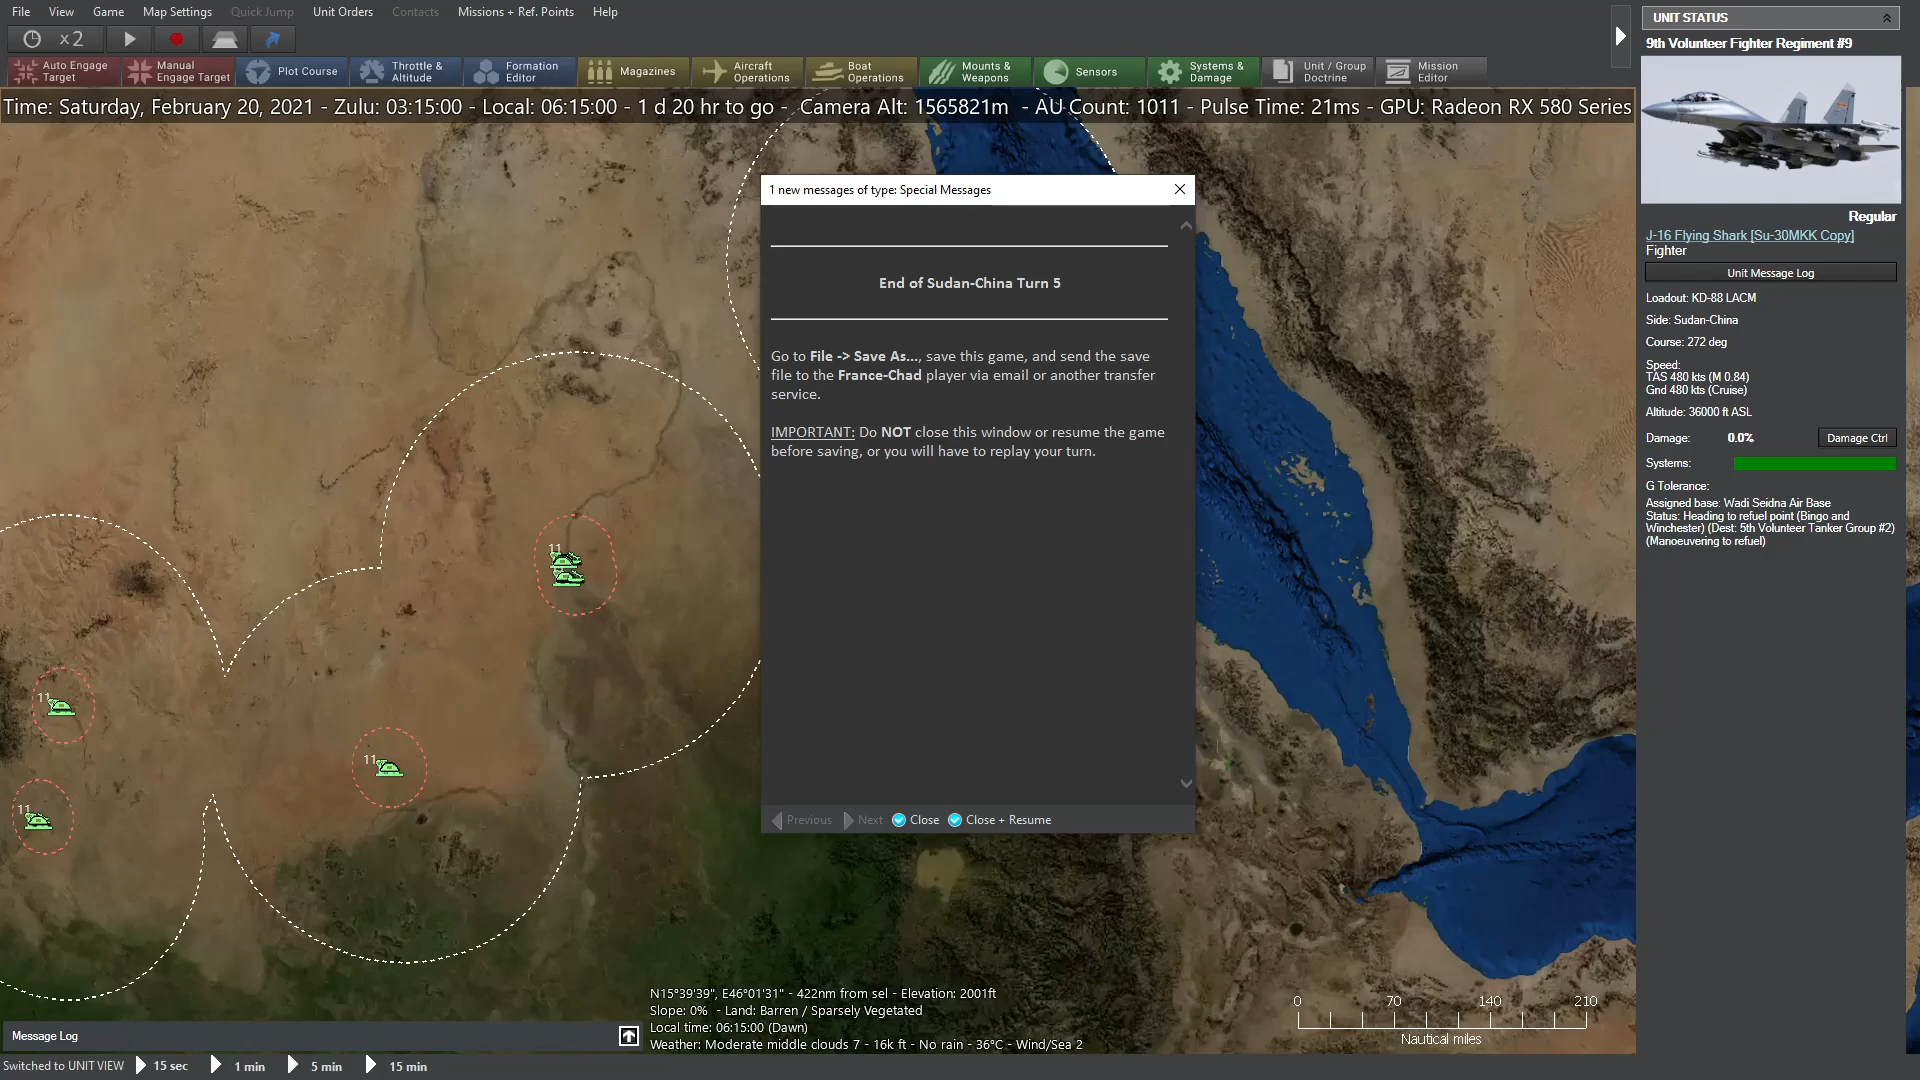 File View Game Map Settings Quick Jump Unit Orders Contacts Missions + Ref. Points Help
x2
Auto Engage Target
Manual Engage Target
Plot Course
Throttle & Altitude
Formation Editor
Magazines
Aircraft Operations
Boat Operations
Mounts & Weapons
Sensors
Systems & Damage
Unit / Group Doctrine
Mission Editor
Time: Saturday, February 20, 2021 - Zulu: 03:15:00 - Local: 06:15:00 - 1 d 20 hr to go - Camera Alt: 1565821m - AU Count: 1011 - Pulse Time: 21ms - GPU: Radeon RX 580 Series
1 new messages of type: Special Messages
End of Sudan-China Turn 5
Go to File -> Save As..., save this game, and send the save
file to the France-Chad player via email or another transfer
service.
IMPORTANT: Do NOT close this window or resume the game
before saving, or you will have to replay your turn.
Previous Next Close Close + Resume
11
11
11
11
N15°39'39", E46°01'31" - 422nm from sel - Elevation: 2001ft
Slope: 0% - Land: Barren / Sparsely Vegetated
Local time: 06:15:00 (Dawn)
Weather: Moderate middle clouds 7 - 16k ft - No rain - 36°C - Wind/Sea 2
0 70 140 210
Nautical miles
Message Log
Switched to UNIT VIEW 15 sec 1 min 5 min 15 min
UNIT STATUS
9th Volunteer Fighter Regiment #9
Regular
J-16 Flying Shark [Su-30MKK Copy]
Fighter
Unit Message Log
Loadout: KD-88 LACM
Side: Sudan-China
Course: 272 deg
Speed:
TAS 480 kts (M 0.84)
Gnd 480 kts (Cruise)
Altitude: 36000 ft ASL
Damage: 0.0% Damage Ctrl
Systems:
G Tolerance:
Assigned base: Wadi Seidna Air Base
Status: Heading to refuel point (Bingo and
Winchester) (Dest: 5th Volunteer Tanker Group #2)
(Manoeuvering to refuel)